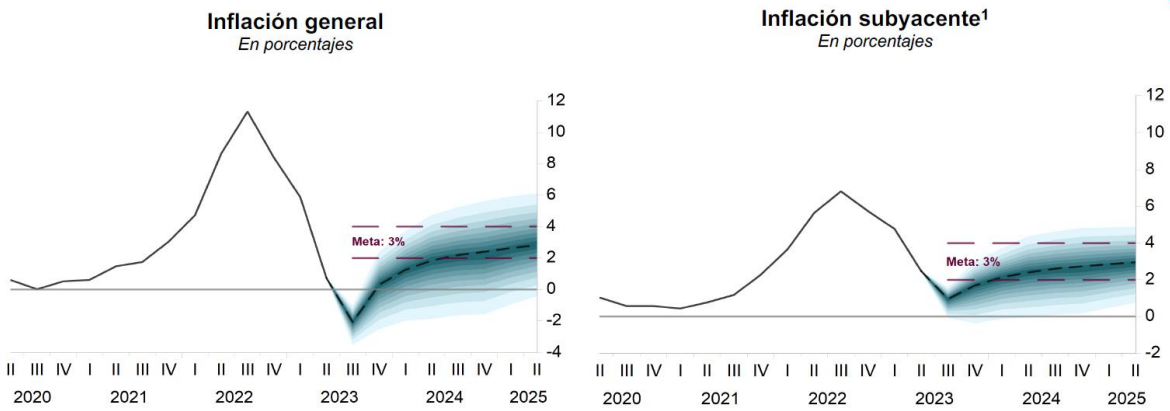 Inflación general
En porcentajes
12
10
8
6
4
2
0
-2
-4
Meta: 3%
II III IV I II III IV I II III IV I II III IV I II III IV I II
2020 2021 2022 2023 2024 2025
Inflación subyacente¹
En porcentajes
12
10
8
6
4
2
0
-2
Meta: 3%
II III IV I II III IV I II III IV I II III IV I II III IV I II
2020 2021 2022 2023 2024 2025